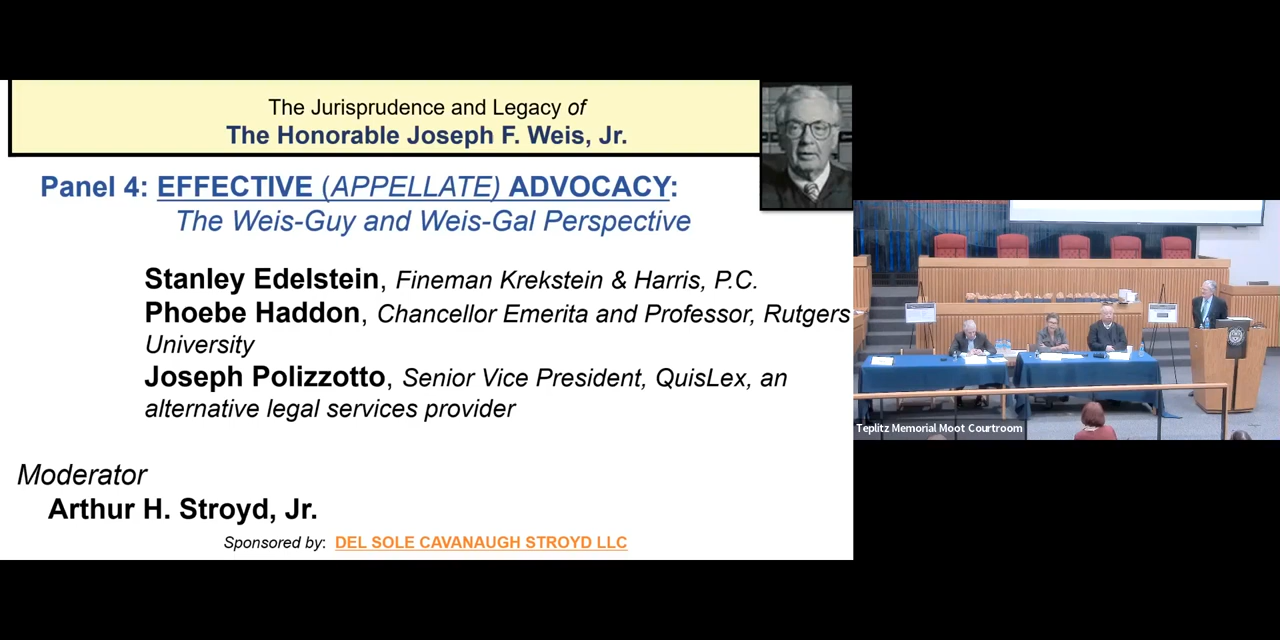 The Jurisprudence and Legacy of
The Honorable Joseph F. Weis, Jr.
Panel 4: EFFECTIVE (APPELLATE) ADVOCACY:
The Weis-Guy and Weis-Gal Perspective
Stanley Edelstein, Fineman Krekstein & Harris, P.C.
Phoebe Haddon, Chancellor Emerita and Professor, Rutgers
University
Joseph Polizzotto, Senior Vice President, QuisLex, an
alternative legal services provider
Moderator
Arthur H. Stroyd, Jr.
Sponsored by: DEL SOLE CAVANAUGH STROYD LLC
Teplitz Memorial Moot Courtroom